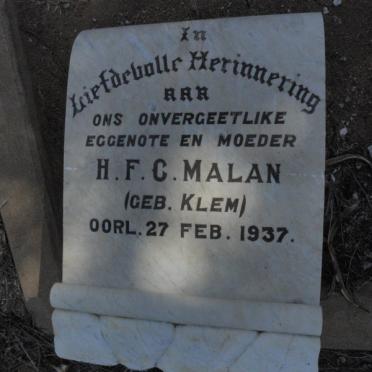 In
Liefdevolle Herinnering
AAN
ONS ONVERGEETLIKE
EGGENOTE EN MOEDER
H. F. C. MALAN
(GEB. KLEM)
OORL. 27 FEB. 1937.